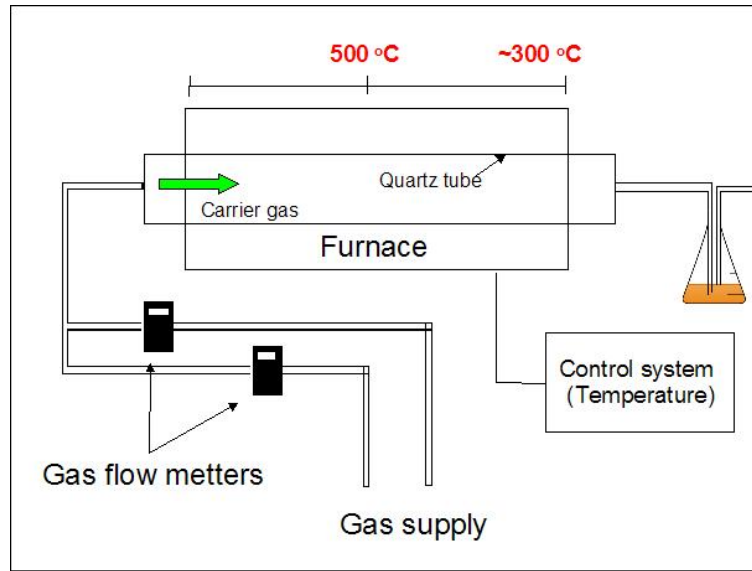 500 °C
~300 °C
Quartz tube
Carrier gas
Furnace
Control system
(Temperature)
Gas flow metters
Gas supply